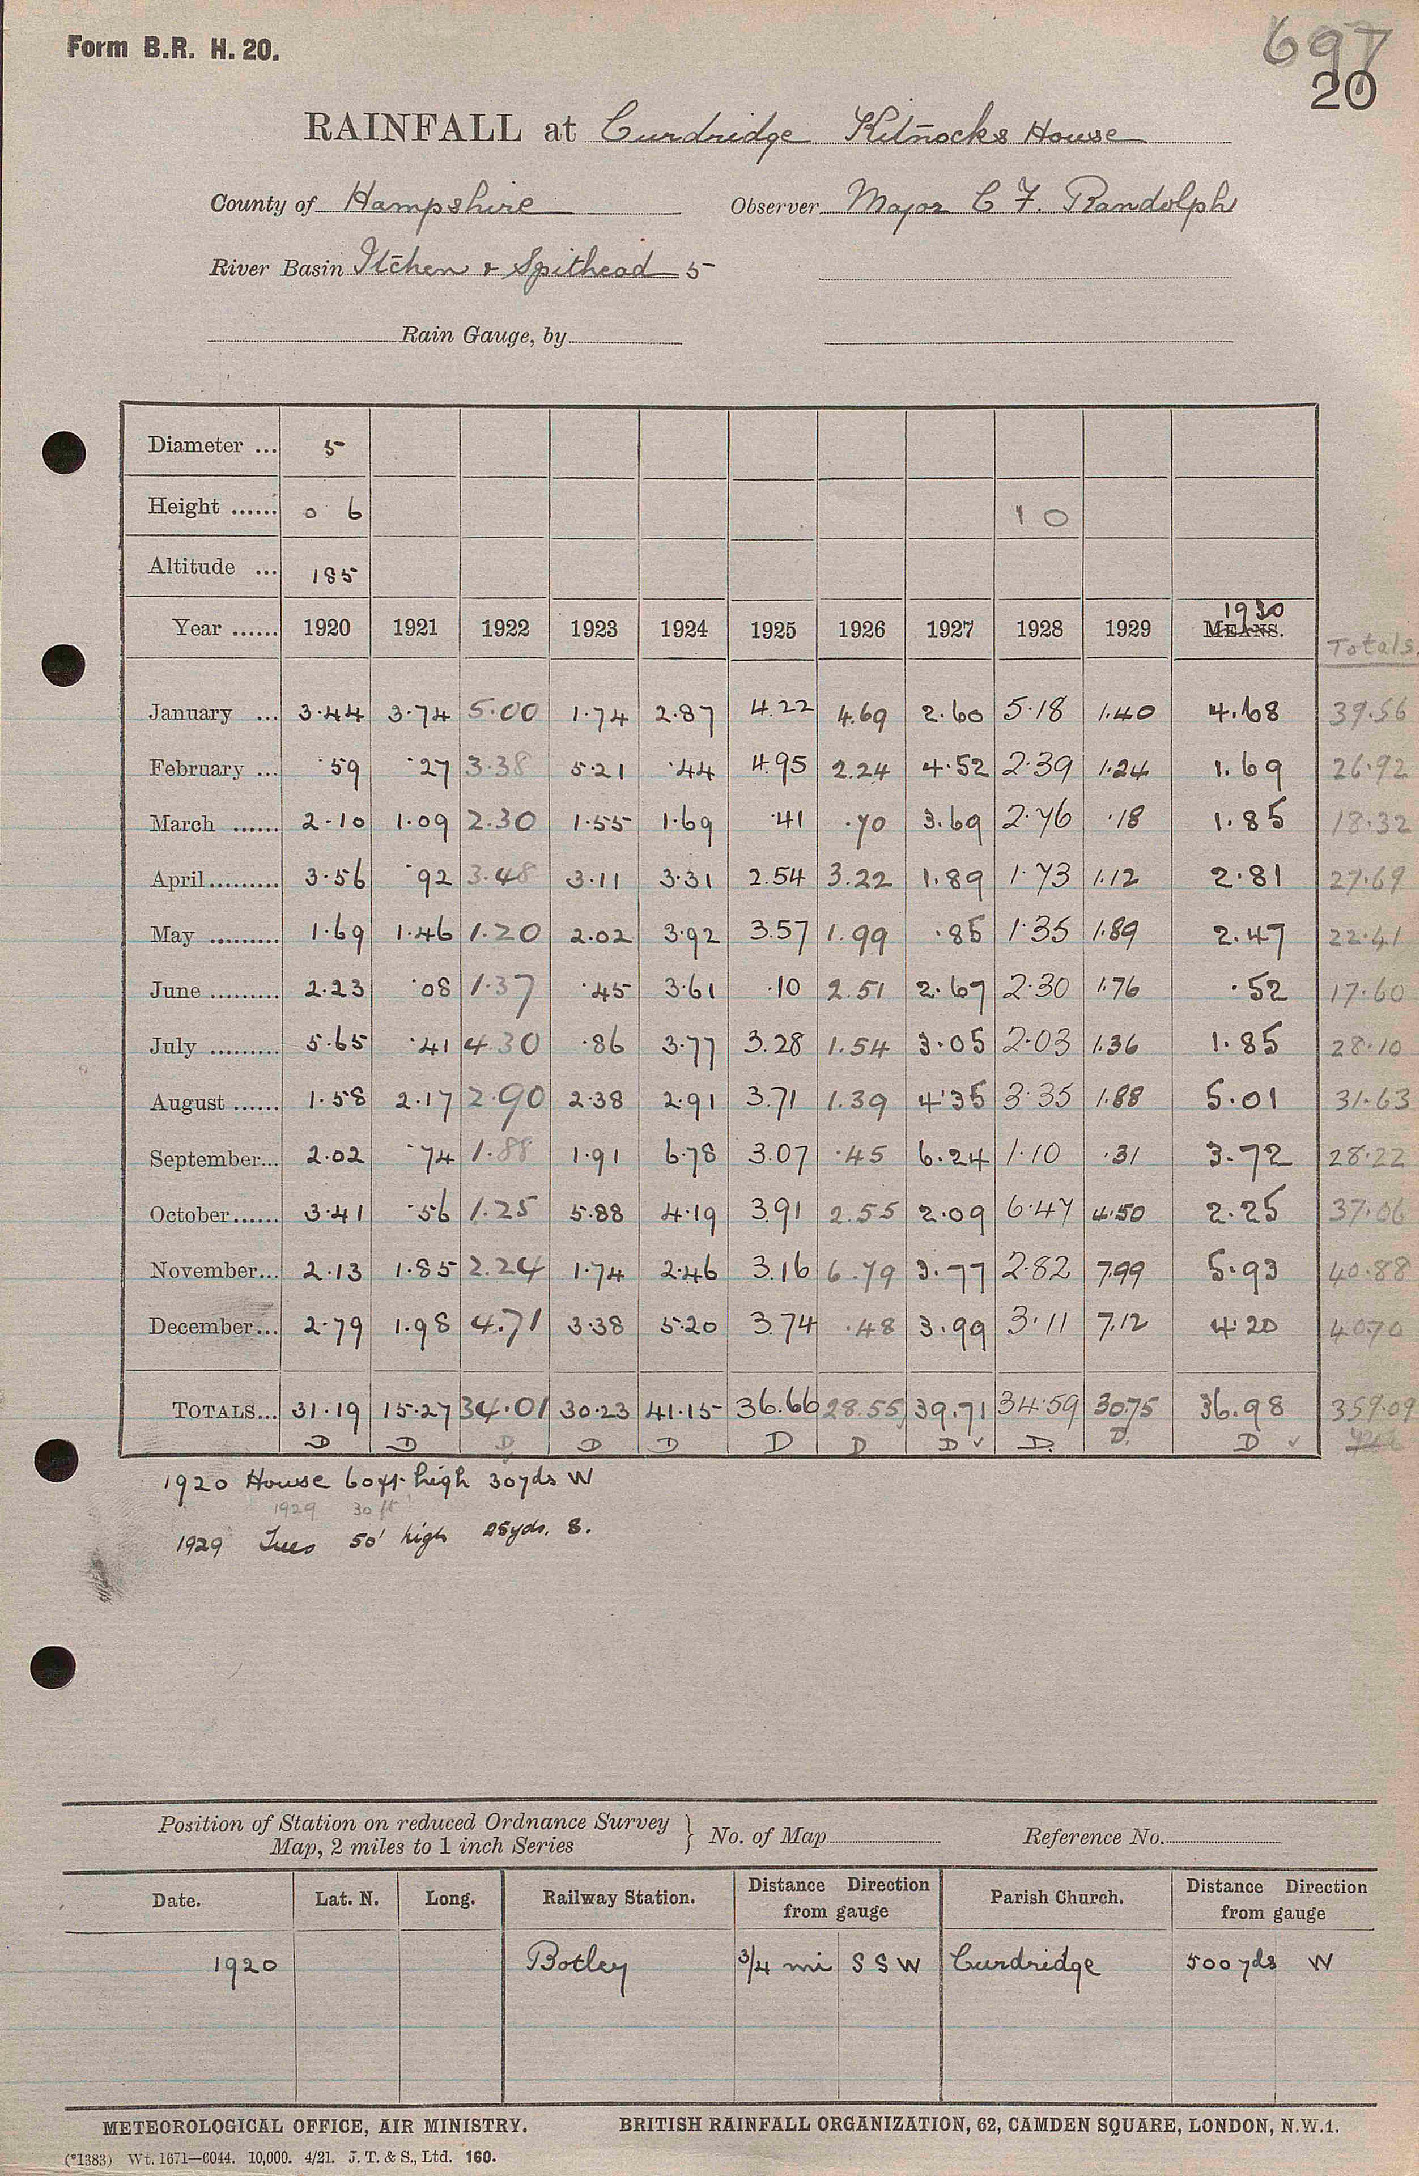 Form B.R. H. 20.
697
20
RAINFALL at Curdridge Kitnocks House
County of Hampshire Observer Major C F. Randolph
River Basin Itchen & Spithead 5
Rain Gauge, by
Diameter ... 5
Height ...... 0 6 1 0
Altitude ... 185
1930
Year ...... 1920 1921 1922 1923 1924 1925 1926 1927 1928 1929 MEANS. Totals.
January ... 3.44 3.74 5.00 1.74 2.87 4.22 4.69 2.60 5.18 1.40 4.68 39.56
February ... .59 .27 3.38 5.21 .44 4.95 2.24 4.52 2.39 1.24 1.69 26.92
March ...... 2.10 1.09 2.30 1.55 1.69 .41 .70 3.69 2.76 .18 1.85 18.32
April ......... 3.56 .92 3.48 3.11 3.31 2.54 3.22 1.89 1.73 1.12 2.81 27.69
May ......... 1.69 1.46 1.20 2.02 3.92 3.57 1.99 .85 1.35 1.89 2.47 22.41
June ......... 2.23 .08 1.37 .45 3.61 .10 2.51 2.67 2.30 1.76 .52 17.60
July ......... 5.65 .41 4.30 .86 3.77 3.28 1.54 3.05 2.03 1.36 1.85 28.10
August ...... 1.58 2.17 2.90 2.38 2.91 3.71 1.39 4.35 3.35 1.88 5.01 31.63
September... 2.02 .74 1.88 1.91 6.78 3.07 .45 6.24 1.10 .31 3.72 28.22
October...... 3.41 .56 1.25 5.88 4.19 3.91 2.55 2.09 6.47 4.50 2.25 37.06
November... 2.13 1.85 2.24 1.74 2.46 3.16 6.79 3.77 2.82 7.99 5.93 40.88
December... 2.79 1.98 4.71 3.38 5.20 3.74 .48 3.99 3.11 7.12 4.20 40.70
TOTALS... 31.19 15.27 34.01 30.23 41.15 36.66 28.55 39.71 34.59 30.75 36.98 359.09
D D D D D D D D ✓ D. D. D ✓
1920 House 60ft high 30yds W
1929 30 ft
1929 Trees 50' high 25yds. S.
Position of Station on reduced Ordnance Survey
Map, 2 miles to 1 inch Series } No. of Map Reference No.
Date. Lat. N. Long. Railway Station. Distance Direction from gauge Parish Church. Distance Direction from gauge
1920 Botley 3/4 mi S S W Curdridge 500 yds W
METEOROLOGICAL OFFICE, AIR MINISTRY. BRITISH RAINFALL ORGANIZATION, 62, CAMDEN SQUARE, LONDON, N.W.1.
(*1383) Wt. 1671—6044. 10,000. 4/21. J. T. & S., Ltd. 160.